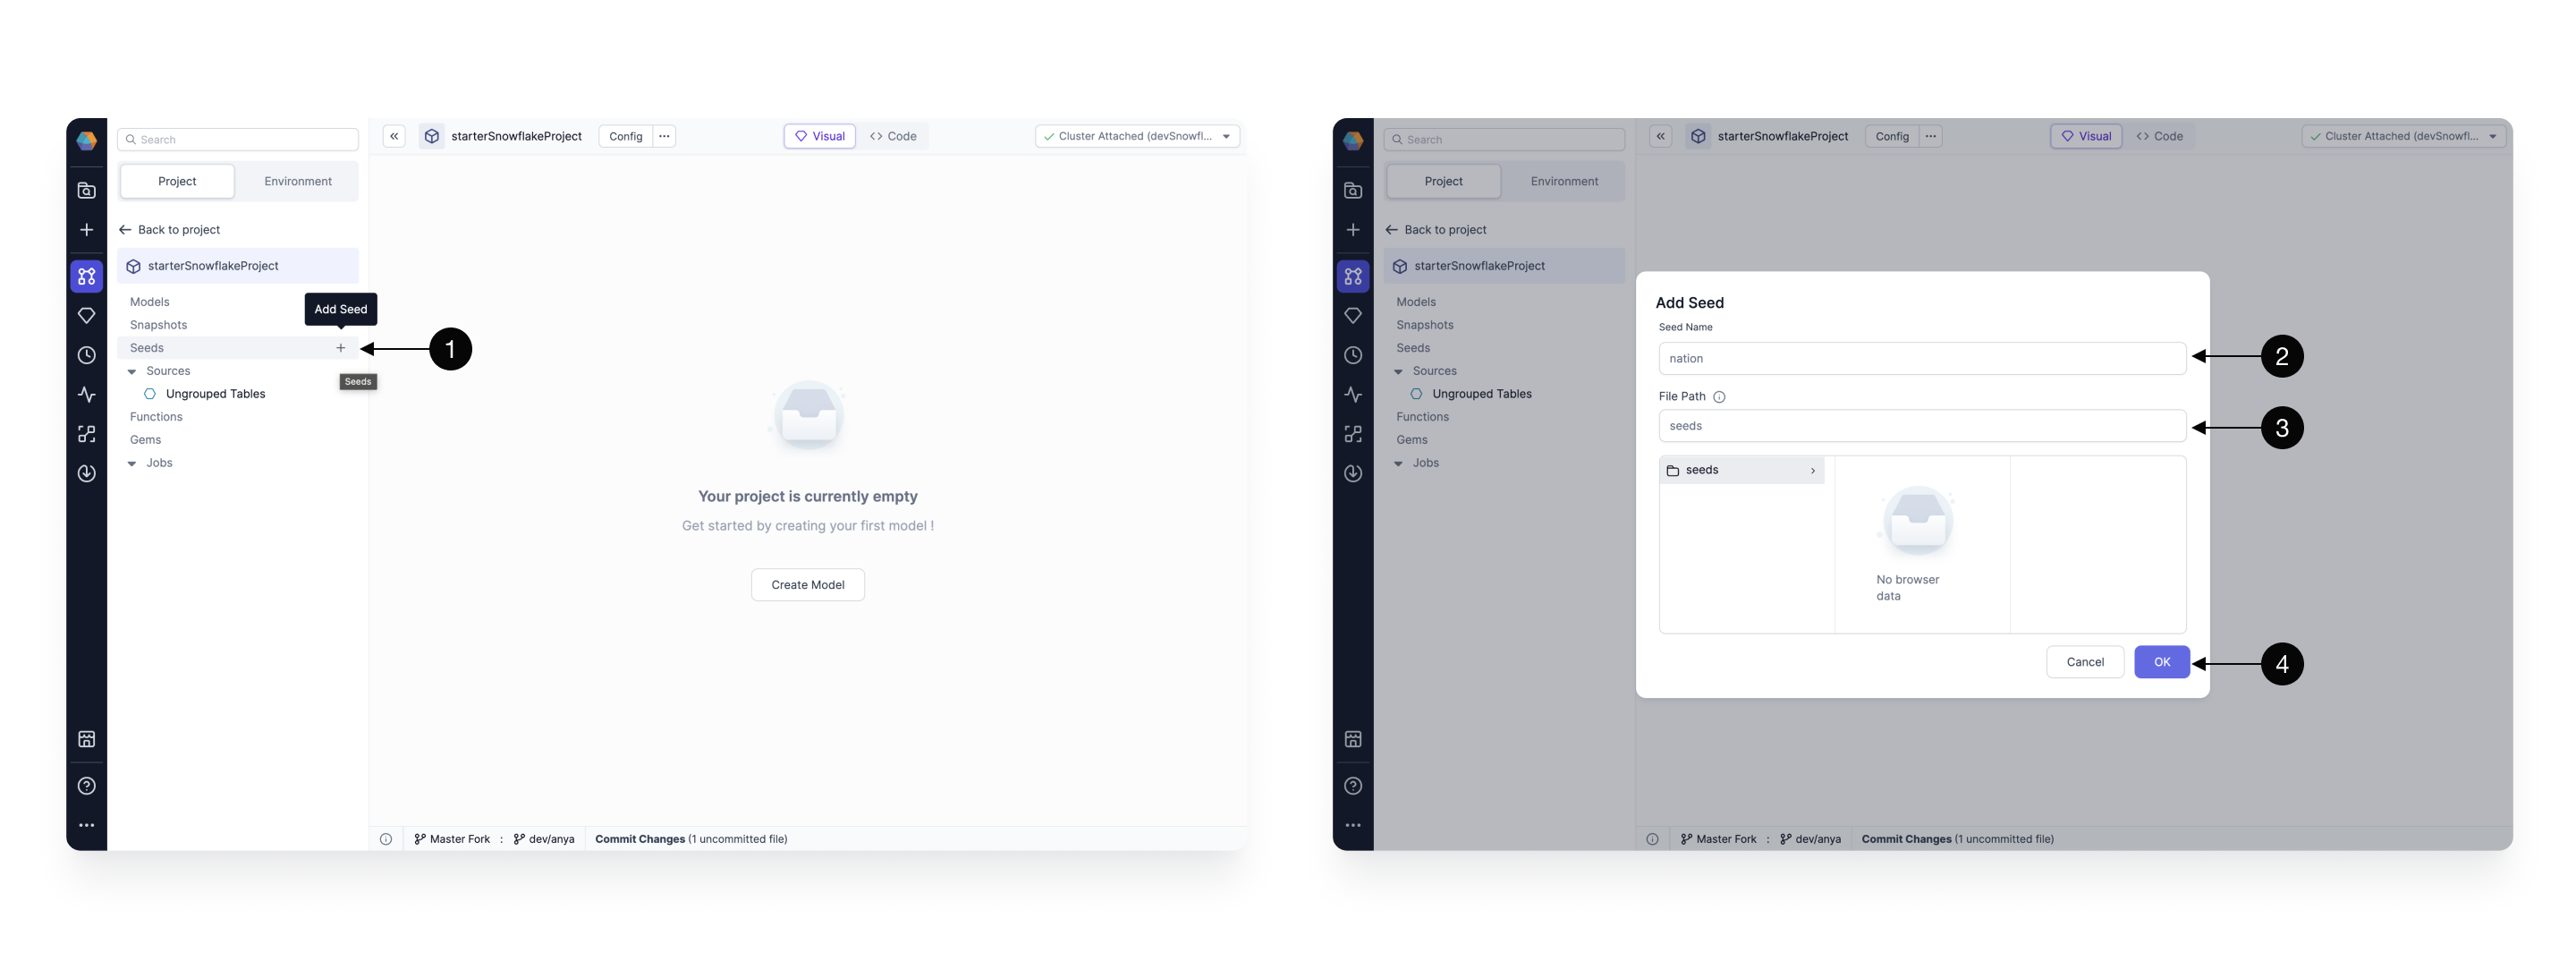 Search
Project
Environment
Back to project
starterSnowflakeProject
Models
Snapshots
Seeds
Sources
Ungrouped Tables
Functions
Gems
Jobs
Add Seed
Seeds
1
starterSnowflakeProject
Config
Visual
Code
Cluster Attached (devSnowfl...
Your project is currently empty
Get started by creating your first model !
Create Model
Master Fork : dev/anya
Commit Changes (1 uncommitted file)
Search
Project
Environment
Back to project
starterSnowflakeProject
Models
Snapshots
Seeds
Sources
Ungrouped Tables
Functions
Gems
Jobs
starterSnowflakeProject
Config
Visual
Code
Cluster Attached (devSnowfl...
Add Seed
Seed Name
nation
2
File Path
seeds
3
seeds
No browser
data
Cancel
OK
4
Master Fork : dev/anya
Commit Changes (1 uncommitted file)